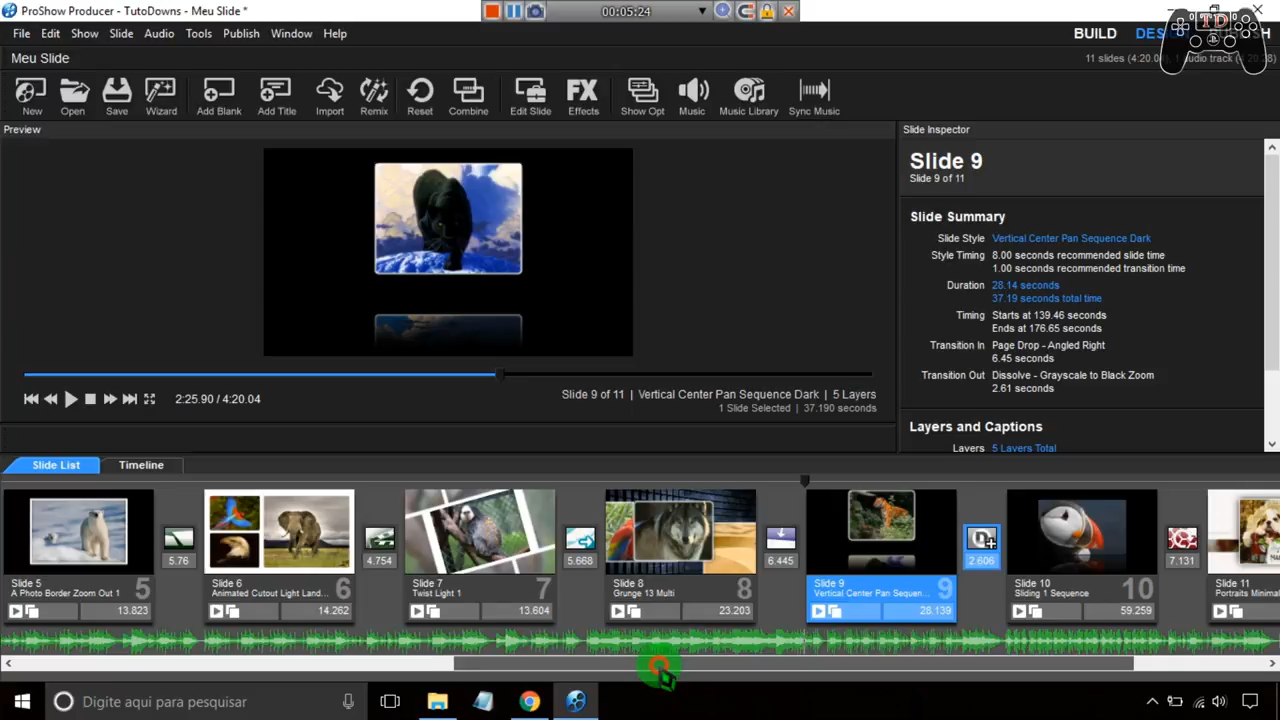 ProShow Producer - TutoDowns - Meu Slide *
00:05:24
TD
File Edit Show Slide Audio Tools Publish Window Help
BUILD
Meu Slide
New Open Save Wizard Add Blank Add Title Import Remix Reset Combine Edit Slide Effects Show Opt Music Music Library Sync Music
FX
Preview
Slide Inspector
Slide 9
Slide 9 of 11
Slide Summary
Slide Style Vertical Center Pan Sequence Dark
Style Timing 8.00 seconds recommended slide time
1.00 seconds recommended transition time
Duration 28.14 seconds
37.19 seconds total time
Timing Starts at 139.46 seconds
Ends at 176.65 seconds
Transition In Page Drop - Angled Right
6.45 seconds
Transition Out Dissolve - Grayscale to Black Zoom
2.61 seconds
Layers and Captions
Layers 5 Layers Total
2:25.90 / 4:20.04
Slide 9 of 11 | Vertical Center Pan Sequence Dark | 5 Layers
1 Slide Selected | 37.190 seconds
Slide List Timeline
5.76 4.754 5.668 6.445 2.606 7.131
Slide 5
A Photo Border Zoom Out 1
5
13.823
Slide 6
Animated Cutout Light Land...
6
14.262
Slide 7
Twist Light 1
7
13.604
Slide 8
Grunge 13 Multi
8
23.203
Slide 9
Vertical Center Pan Sequen...
9
28.139
Slide 10
Sliding 1 Sequence
10
59.259
Slide 11
Portraits Minimal
Digite aqui para pesquisar